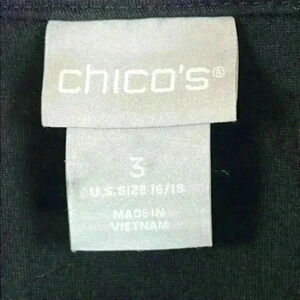 chico's®
3
U.S. SIZE 16/18
MADE IN
VIETNAM